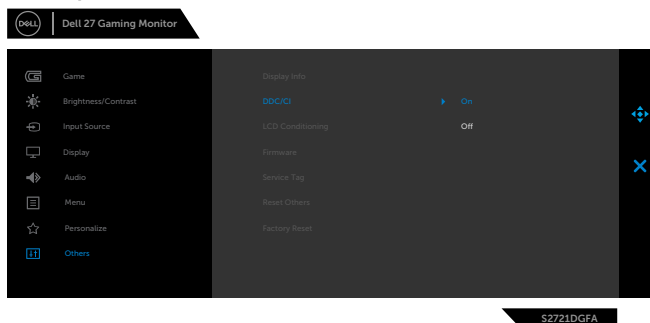 DELL
Dell 27 Gaming Monitor
Game
Display Info
Brightness/Contrast
DDC/CI
On
Input Source
LCD Conditioning
Off
Display
Firmware
Audio
Service Tag
Menu
Reset Others
Personalize
Factory Reset
Others
S2721DGFA